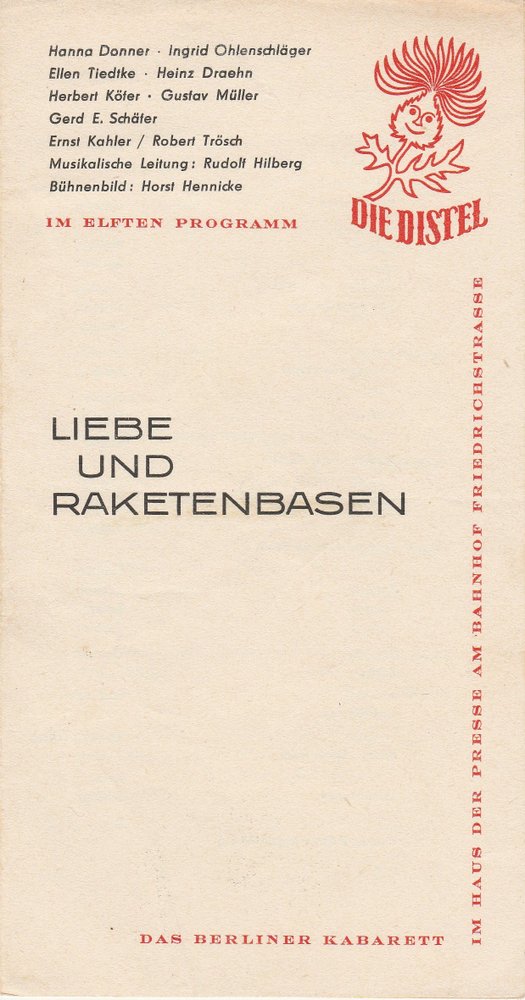 Hanna Donner · Ingrid Ohlenschläger
Ellen Tiedtke · Heinz Draehn
Herbert Köfer · Gustav Müller
Gerd E. Schäfer
Ernst Kahler / Robert Trösch
Musikalische Leitung: Rudolf Hilberg
Bühnenbild: Horst Hennicke
IM ELFTEN PROGRAMM
DIE DISTEL
LIEBE
UND
RAKETENBASEN
IM HAUS DER PRESSE AM BAHNHOF FRIEDRICHSTRASSE
DAS BERLINER KABARETT